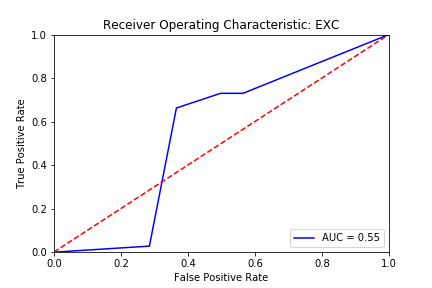 Receiver Operating Characteristic: EXC
1.0
0.8
0.6
0.4
0.2
0.0
True Positive Rate
AUC = 0.55
0.0 0.2 0.4 0.6 0.8 1.0
False Positive Rate